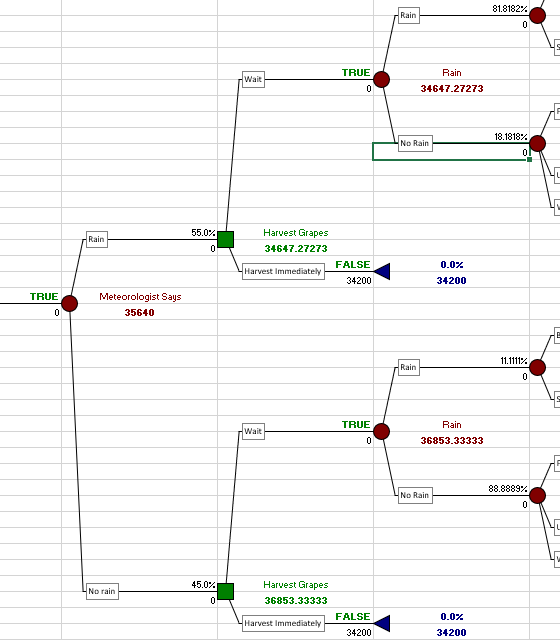 Rain 81.8182%
0
Wait TRUE Rain
0 34647.27273
No Rain 18.1818%
0
Rain 55.0% Harvest Grapes
0 34647.27273
Harvest Immediately FALSE 0.0%
34200 34200
TRUE Meteorologist Says
0 35640
Rain 11.1111%
0
Wait TRUE Rain
0 36853.33333
No Rain 88.8889%
0
No rain 45.0% Harvest Grapes
0 36853.33333
Harvest Immediately FALSE 0.0%
34200 34200